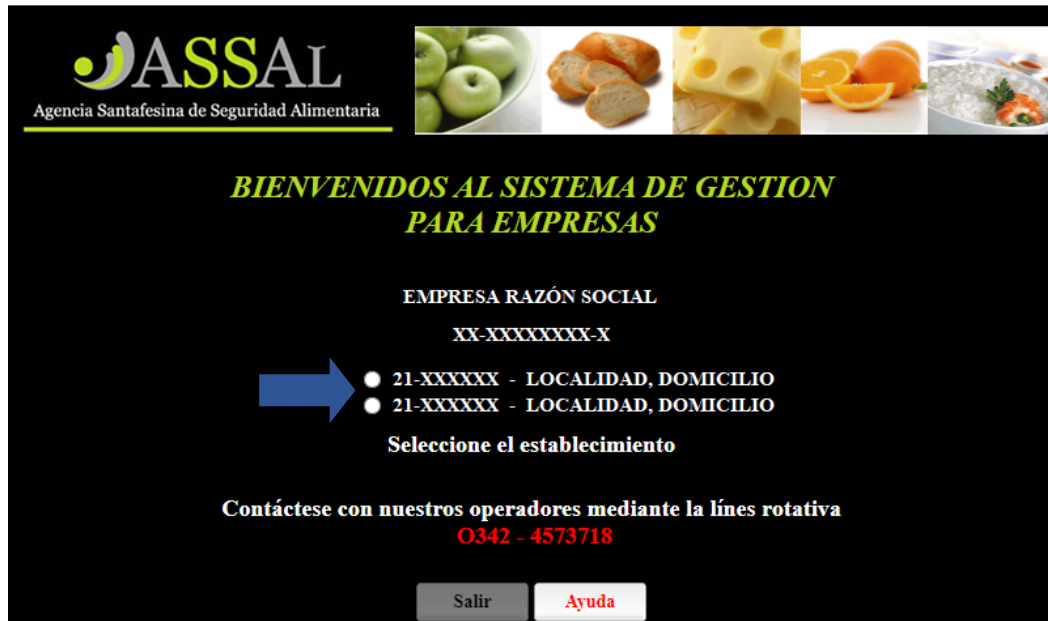 ASSAL
Agencia Santafesina de Seguridad Alimentaria
BIENVENIDOS AL SISTEMA DE GESTION
PARA EMPRESAS
EMPRESA RAZÓN SOCIAL
XX-XXXXXXXX-X
21-XXXXXX - LOCALIDAD, DOMICILIO
21-XXXXXX - LOCALIDAD, DOMICILIO
Seleccione el establecimiento
Contáctese con nuestros operadores mediante la línes rotativa
O342 - 4573718
Salir Ayuda